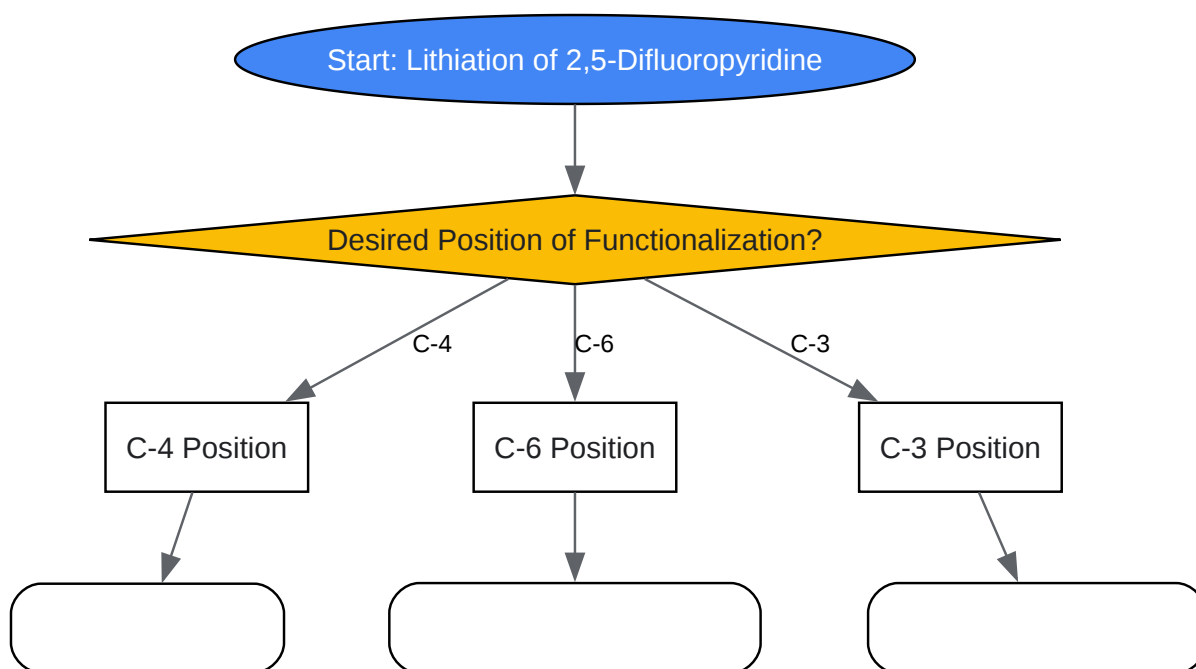 Start: Lithiation of 2,5-Difluoropyridine
Desired Position of Functionalization?
C-4
C-6
C-3
C-4 Position
C-6 Position
C-3 Position